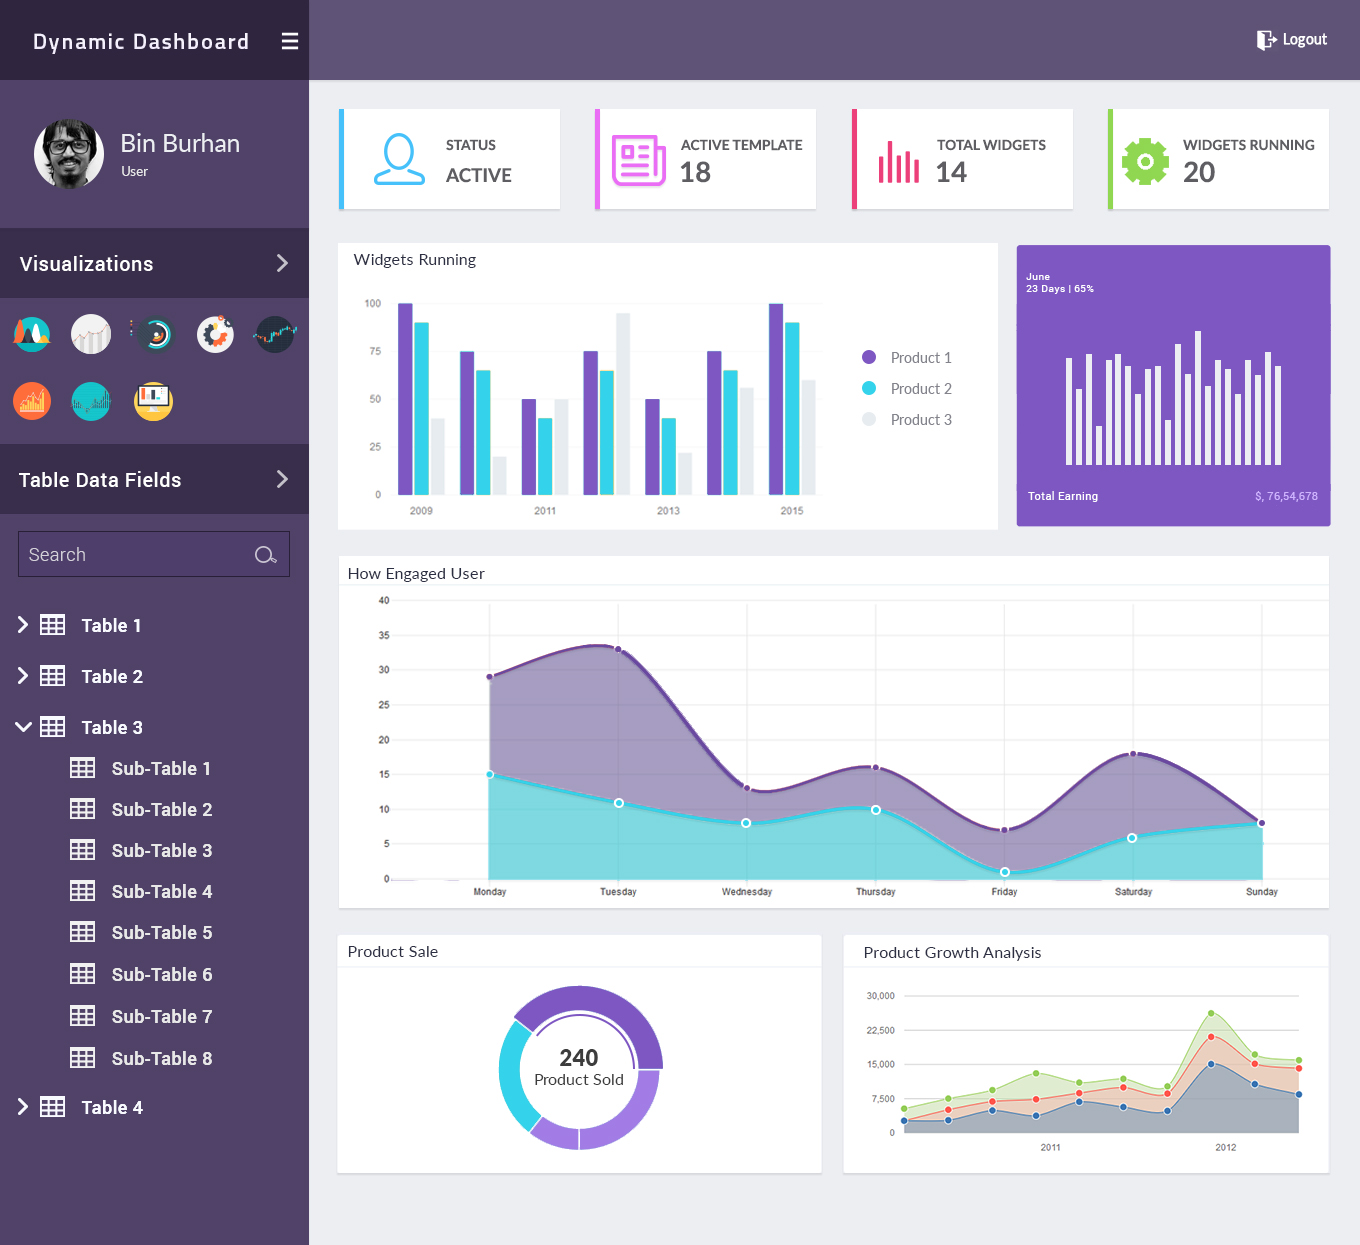 Dynamic Dashboard
Logout
Bin Burhan
User
Visualizations
Table Data Fields
Search
Table 1
Table 2
Table 3
Sub-Table 1
Sub-Table 2
Sub-Table 3
Sub-Table 4
Sub-Table 5
Sub-Table 6
Sub-Table 7
Sub-Table 8
Table 4
STATUS
ACTIVE
ACTIVE TEMPLATE
18
TOTAL WIDGETS
14
WIDGETS RUNNING
20
Widgets Running
100
75
50
25
0
2009
2011
2013
2015
Product 1
Product 2
Product 3
June
23 Days | 65%
Total Earning
$, 76,54,678
How Engaged User
40
35
30
25
20
15
10
5
0
Monday
Tuesday
Wednesday
Thursday
Friday
Saturday
Sunday
Product Sale
240
Product Sold
Product Growth Analysis
30,000
22,500
15,000
7,500
0
2011
2012